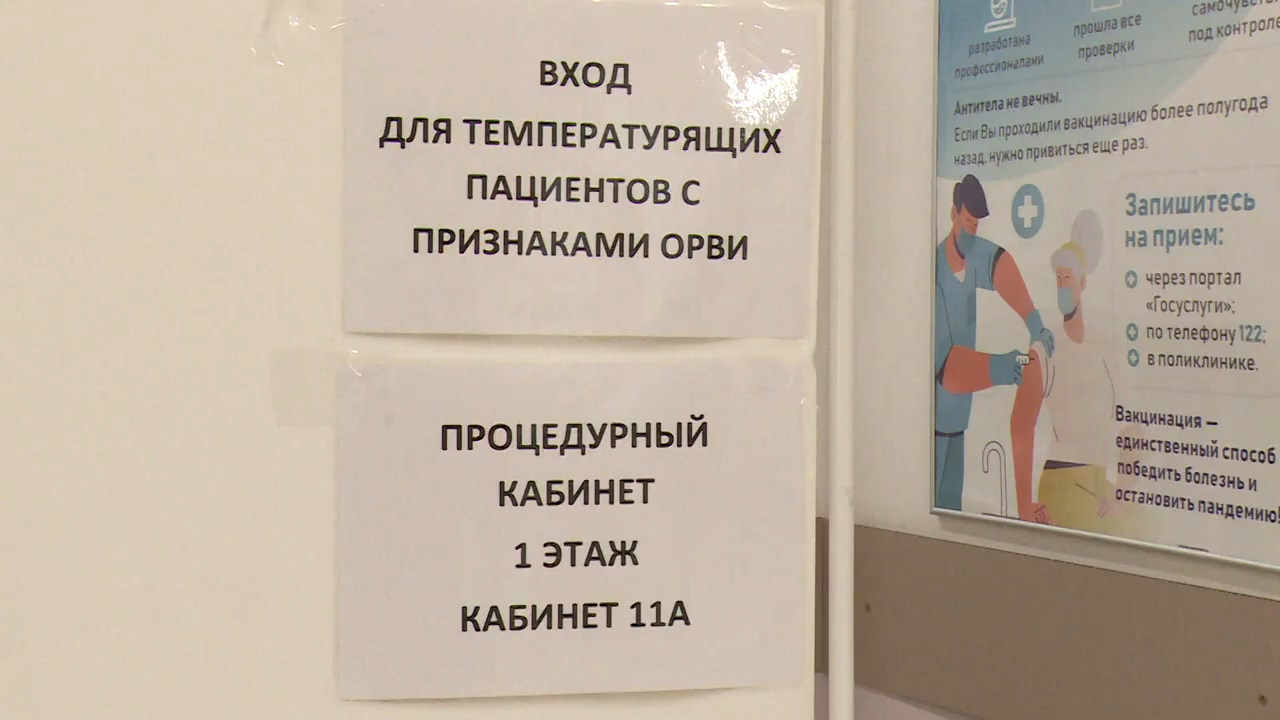 ВХОД
ДЛЯ ТЕМПЕРАТУРЯЩИХ
ПАЦИЕНТОВ С
ПРИЗНАКАМИ ОРВИ
ПРОЦЕДУРНЫЙ
КАБИНЕТ
1 ЭТАЖ
КАБИНЕТ 11А
разработана
профессионалами
прошла все
проверки
под контроле
Антитела не вечны.
Если Вы проходили вакцинацию более полугода
назад, нужно привиться еще раз.
Запишитесь
на прием:
через портал
«Госуслуги»;
по телефону 122;
в поликлинике.
Вакцинация —
единственный способ
победить болезнь и
остановить пандемию!